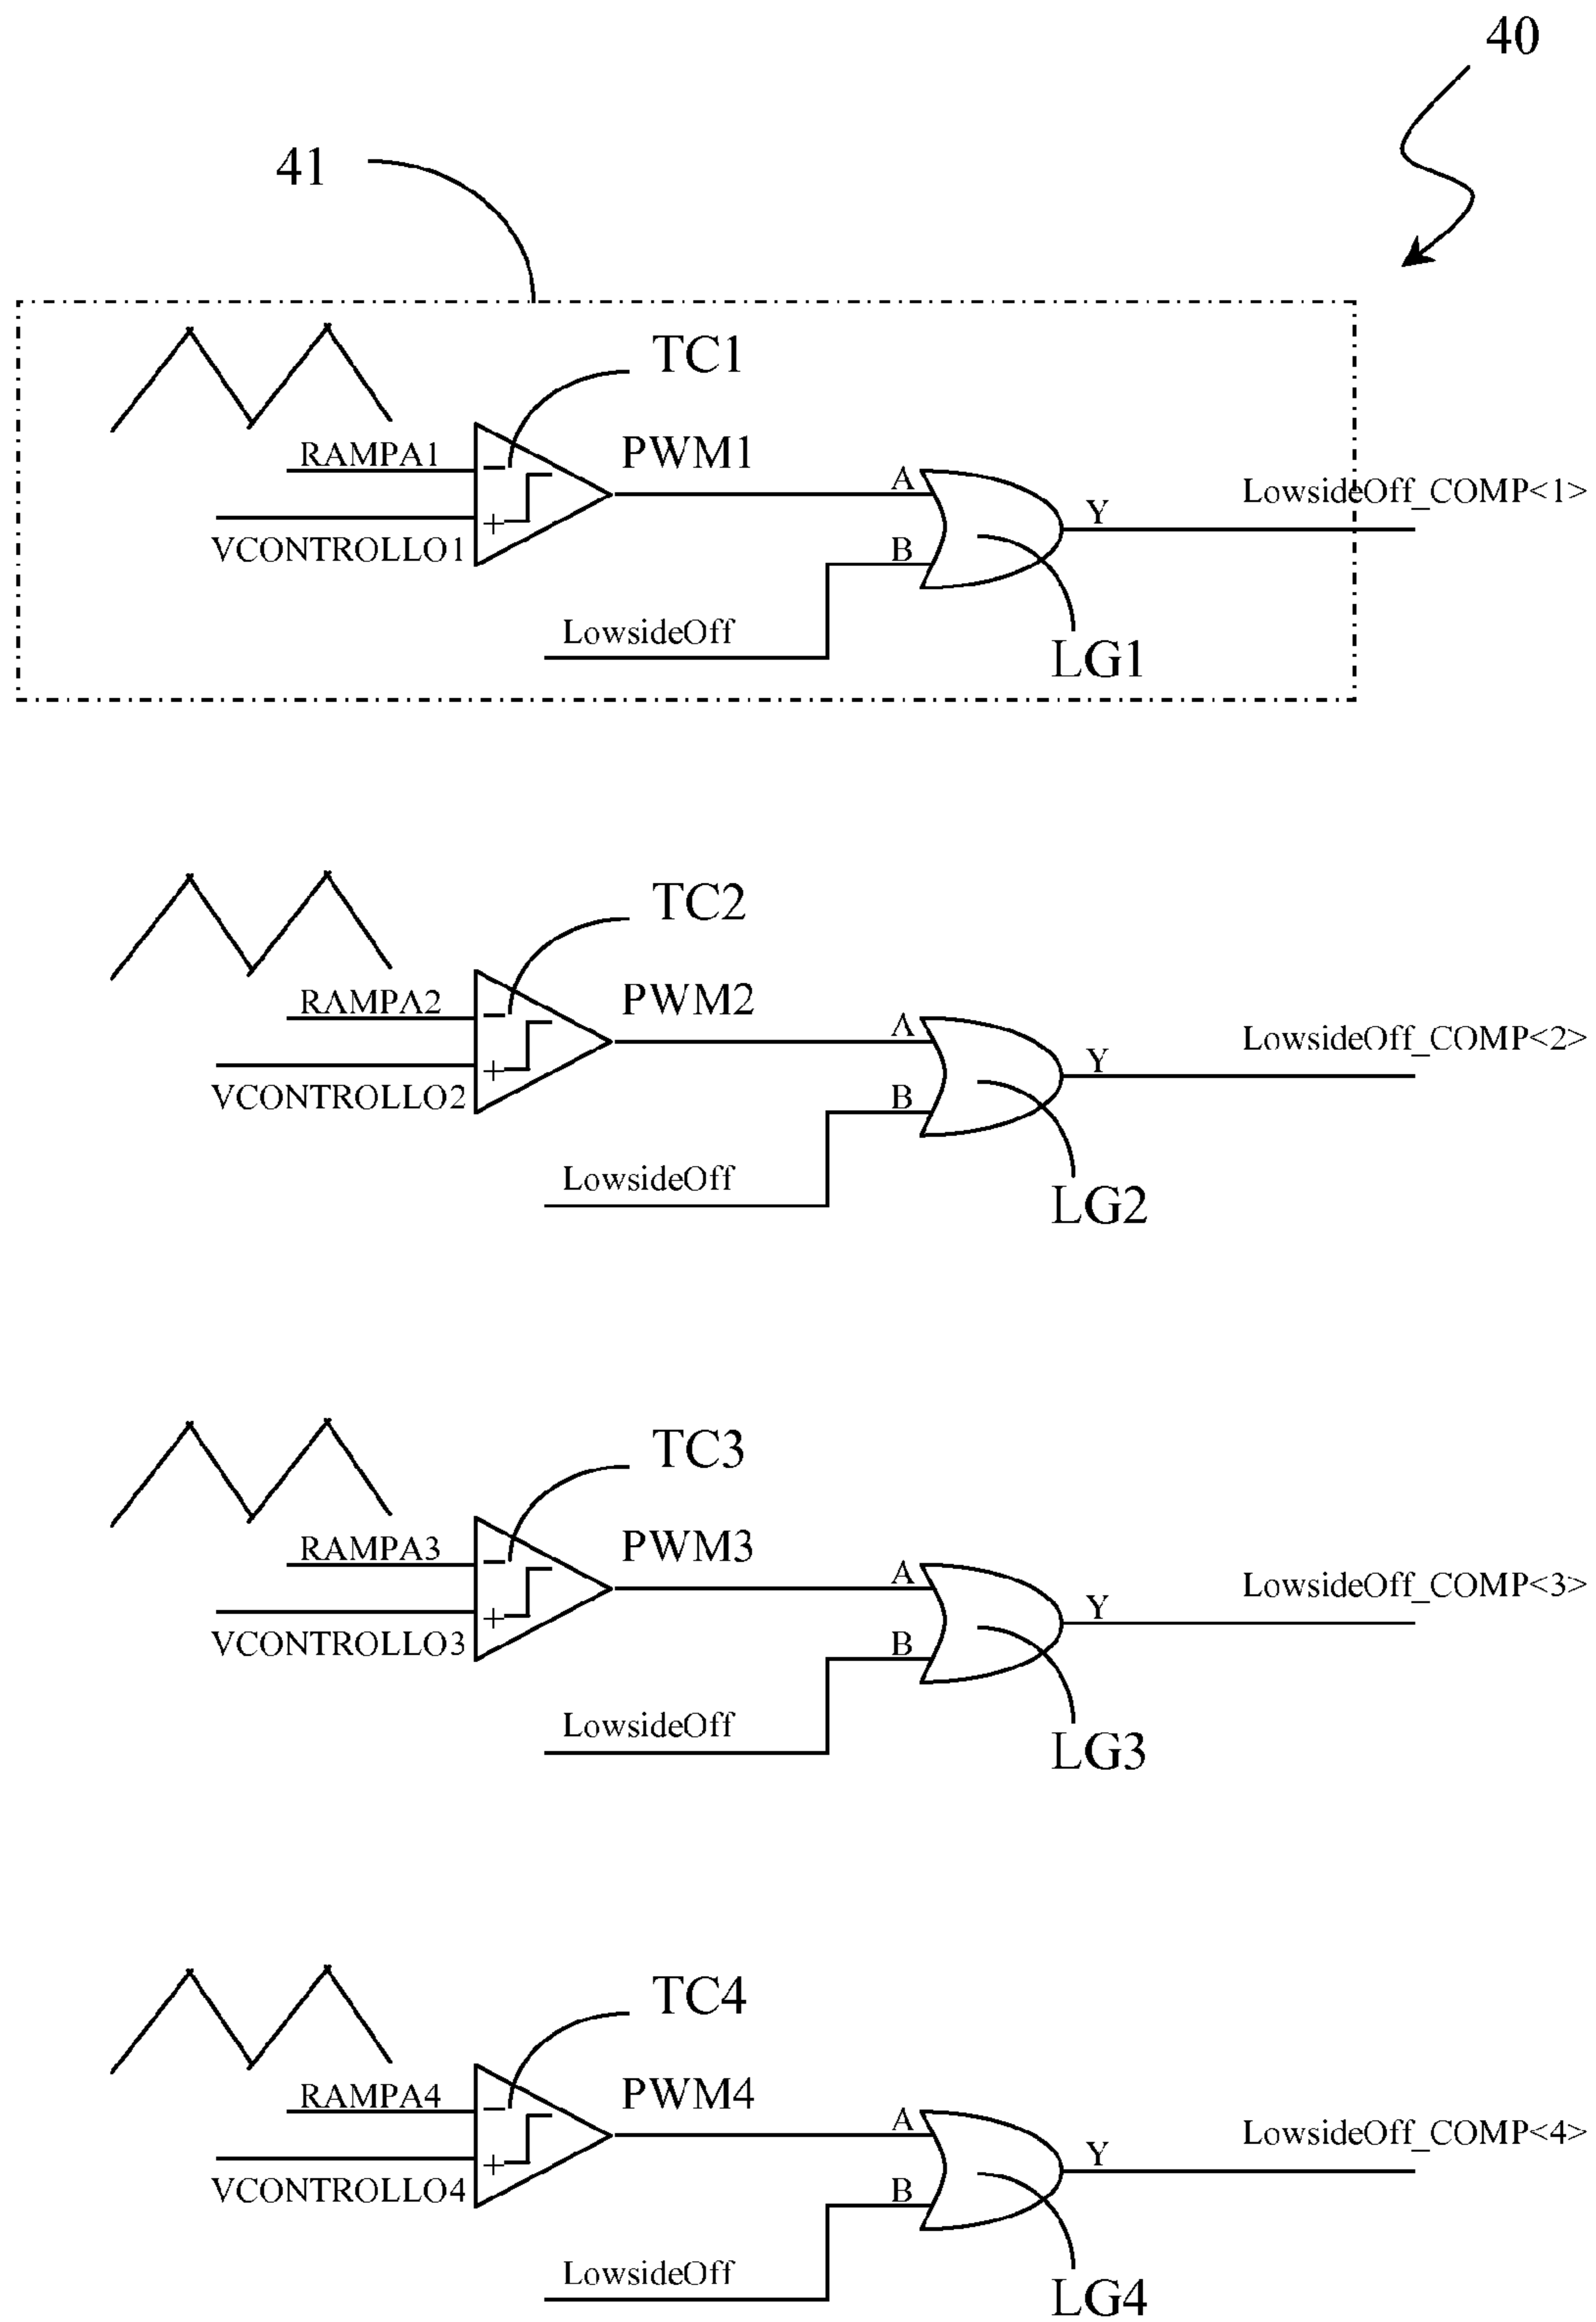 40
41
TC1
RAMPA1
PWM1
A
LowsideOff_COMP<1>
Y
VCONTROLLO1
B
LowsideOff
LG1
TC2
RAMPA2
PWM2
A
LowsideOff_COMP<2>
Y
VCONTROLLO2
B
LowsideOff
LG2
TC3
RAMPA3
PWM3
A
LowsideOff_COMP<3>
Y
VCONTROLLO3
B
LowsideOff
LG3
TC4
RAMPA4
PWM4
A
LowsideOff_COMP<4>
Y
VCONTROLLO4
B
LowsideOff
LG4